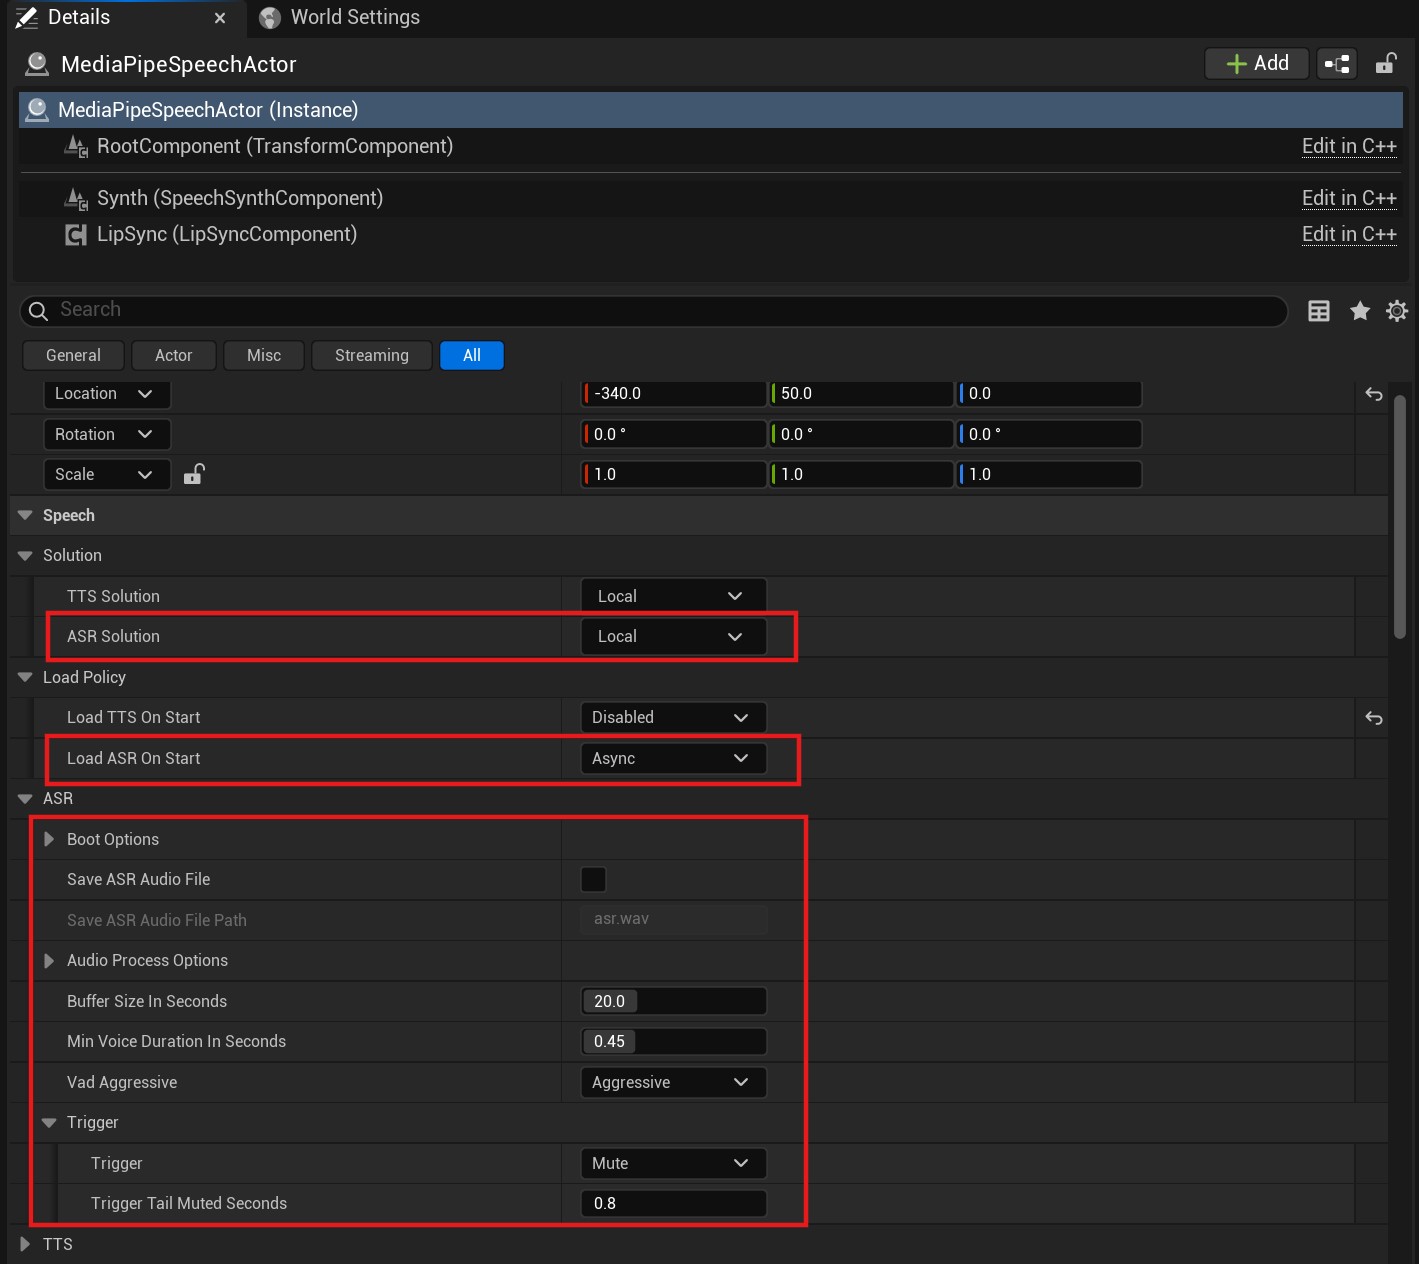 Details × World Settings
MediaPipeSpeechActor + Add
MediaPipeSpeechActor (Instance)
RootComponent (TransformComponent) Edit in C++
Synth (SpeechSynthComponent) Edit in C++
LipSync (LipSyncComponent) Edit in C++
Search
General Actor Misc Streaming All
Location -340.0 50.0 0.0
Rotation 0.0 ° 0.0 ° 0.0 °
Scale 1.0 1.0 1.0
Speech
Solution
TTS Solution Local
ASR Solution Local
Load Policy
Load TTS On Start Disabled
Load ASR On Start Async
ASR
Boot Options
Save ASR Audio File
Save ASR Audio File Path asr.wav
Audio Process Options
Buffer Size In Seconds 20.0
Min Voice Duration In Seconds 0.45
Vad Aggressive Aggressive
Trigger
Trigger Mute
Trigger Tail Muted Seconds 0.8
TTS